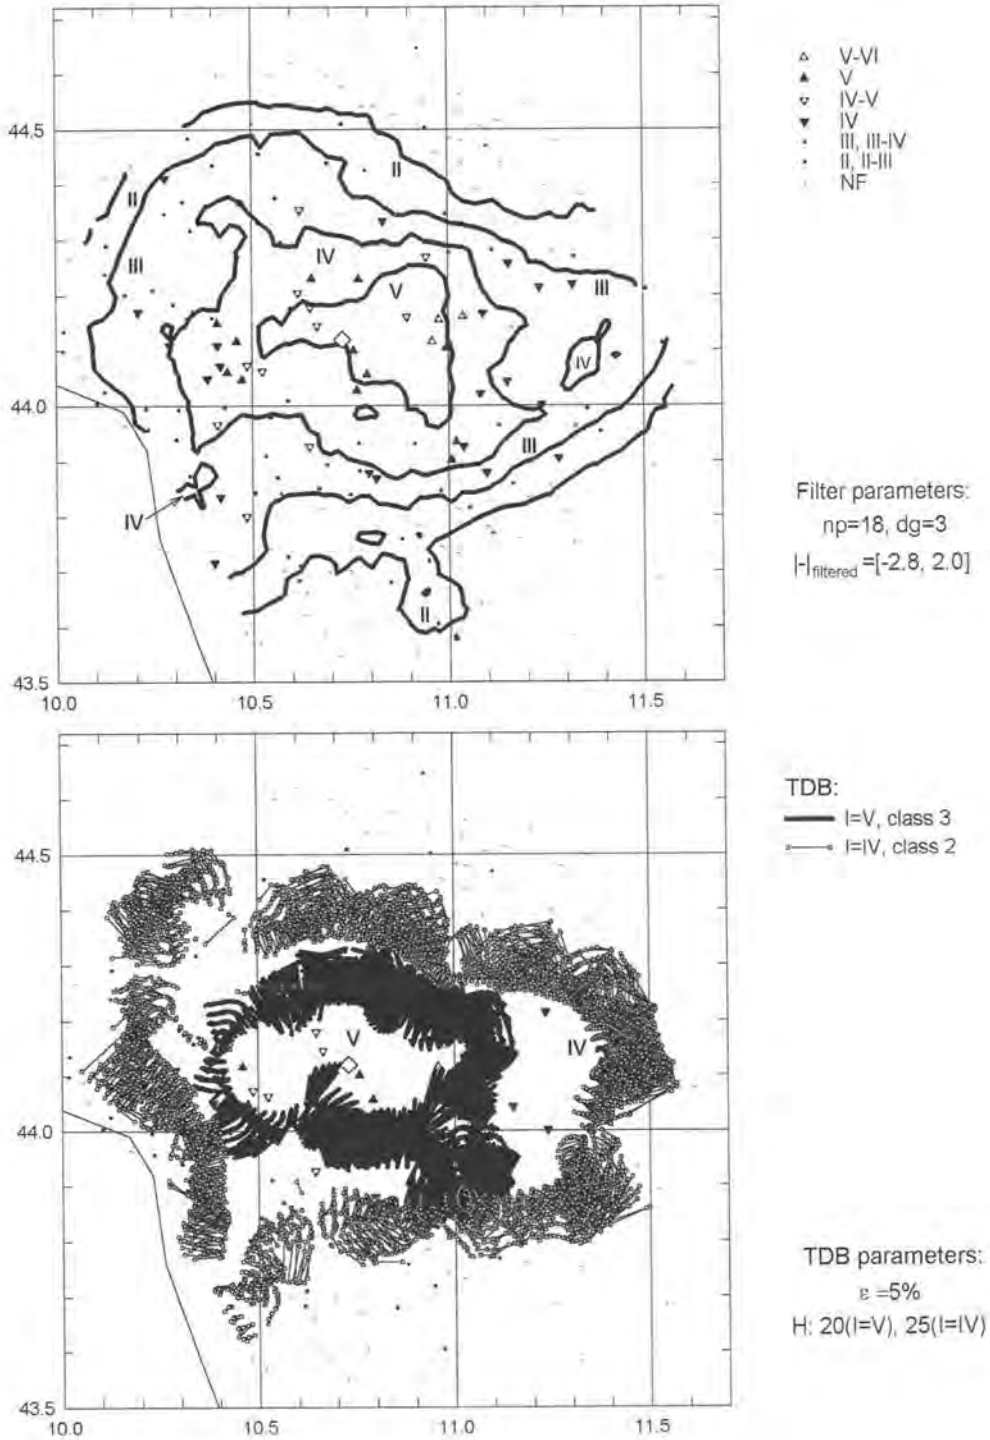 V-VI
V
IV-V
IV
III, III-IV
II, II-III
NF
44.5
44.0
43.5
10.0
10.5
11.0
11.5
II
II
III
IV
V
III
IV
III
IV
II
Filter parameters:
np=18, dg=3
|-|filtered =[-2.8, 2.0]
TDB:
I=V, class 3
I=IV, class 2
44.5
44.0
43.5
10.0
10.5
11.0
11.5
V
IV
TDB parameters:
ε =5%
H: 20(I=V), 25(I=IV)